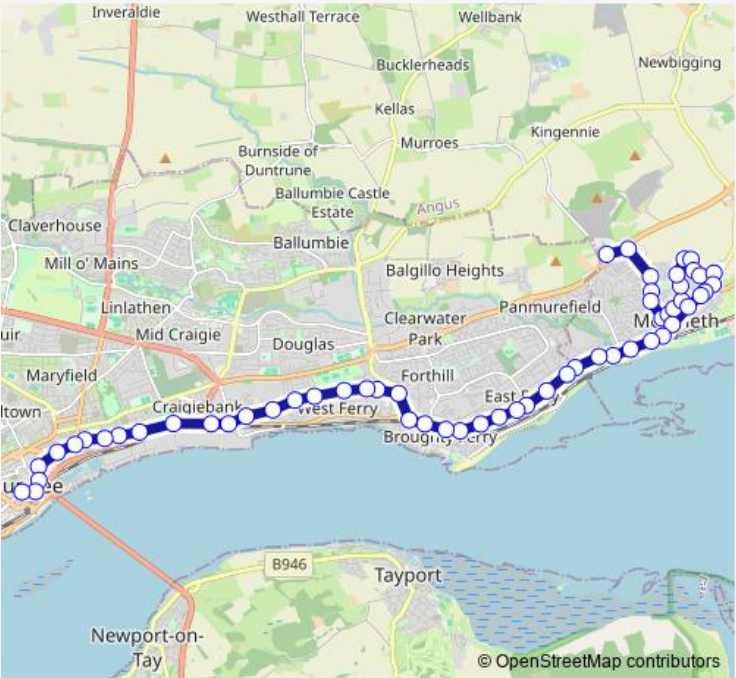 Inveraldie
Westhall Terrace
Wellbank
Bucklerheads
Newbigging
Kellas
Kingennie
Murroes
Burnside of
Duntrune
Ballumbie Castle
Estate
Angus
Claverhouse
Ballumbie
Mill o' Mains
Balgillo Heights
Linlathen
Panmurefield
Clearwater
Park
Mid Craigie
Douglas
Maryfield
Forthill
Craigiebank
West Ferry
East
Broughty Ferry
B946
Tayport
Newport-on-
Tay
© OpenStreetMap contributors